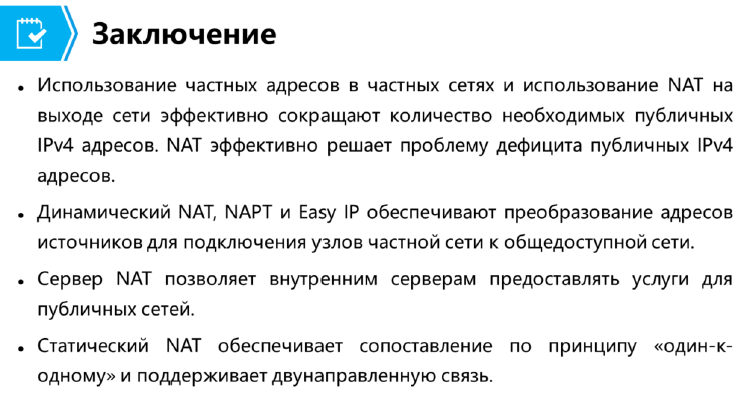 Заключение
• Использование частных адресов в частных сетях и использование NAT на
выходе сети эффективно сокращают количество необходимых публичных
IPv4 адресов. NAT эффективно решает проблему дефицита публичных IPv4
адресов.
• Динамический NAT, NAPT и Easy IP обеспечивают преобразование адресов
источников для подключения узлов частной сети к общедоступной сети.
• Сервер NAT позволяет внутренним серверам предоставлять услуги для
публичных сетей.
• Статический NAT обеспечивает сопоставление по принципу «один-к-
одному» и поддерживает двунаправленную связь.